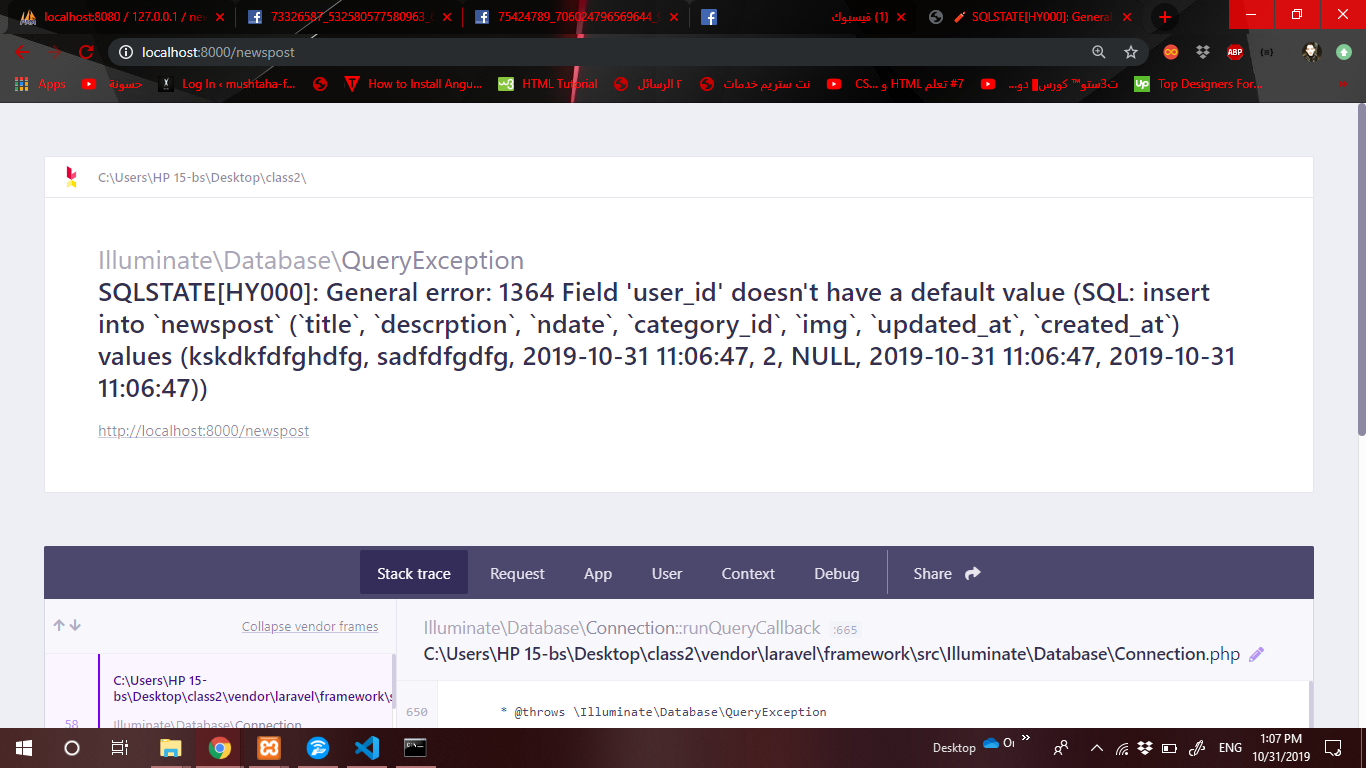 localhost:8080 / 127.0.0.1 / ne
73326587_532580577580963_
75424789_706024796569644_
(1) فيسبوك
SQLSTATE[HY000]: General
localhost:8000/newspost
ABP
Apps
حسونة
Log In ‹ mushtaha-f...
How to Install Angu...
HTML Tutorial
٢ الرسائل
نت ستريم خدمات
#7 تعلم HTML و CS...
ت3ستو™ كورس دو...
Up
Top Designers For...
»
C:\Users\HP 15-bs\Desktop\class2\
Illuminate\Database\QueryException
SQLSTATE[HY000]: General error: 1364 Field 'user_id' doesn't have a default value (SQL: insert
into `newspost` (`title`, `descrption`, `ndate`, `category_id`, `img`, `updated_at`, `created_at`)
values (kskdkfdfghdfg, sadfdfgdfg, 2019-10-31 11:06:47, 2, NULL, 2019-10-31 11:06:47, 2019-10-31
11:06:47))
http://localhost:8000/newspost
Stack trace
Request
App
User
Context
Debug
Share
Collapse vendor frames
Illuminate\Database\Connection::runQueryCallback :665
C:\Users\HP 15-bs\Desktop\class2\vendor\laravel\framework\src\Illuminate\Database\Connection.php
C:\Users\HP 15-
bs\Desktop\class2\vendor\laravel\framework\s
58
Illuminate\Database\Connection
650 * @throws \Illuminate\Database\QueryException
Desktop
»
ENG
1:07 PM
10/31/2019